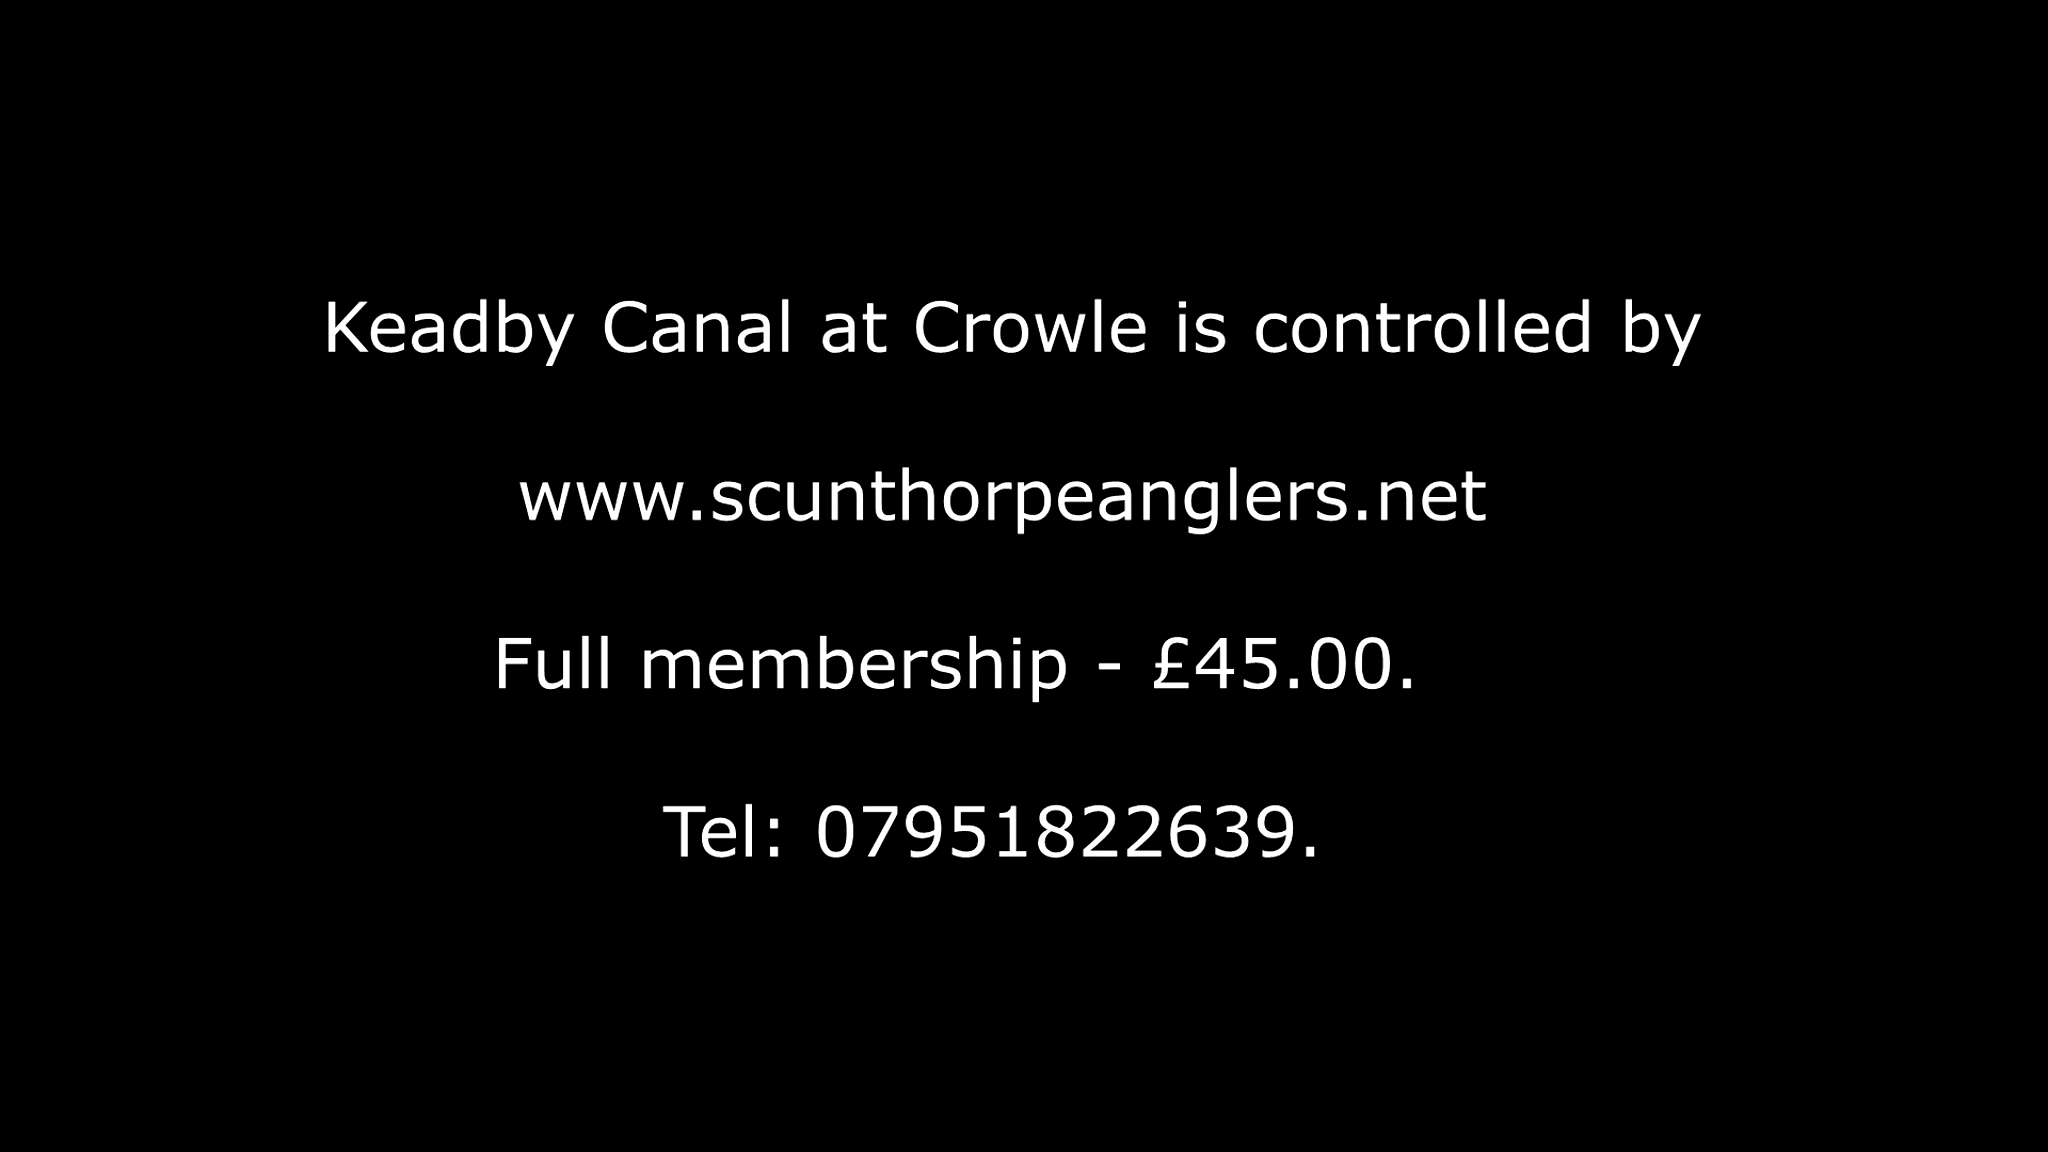 Keadby Canal at Crowle is controlled by
www.scunthorpeanglers.net
Full membership - £45.00.
Tel: 07951822639.